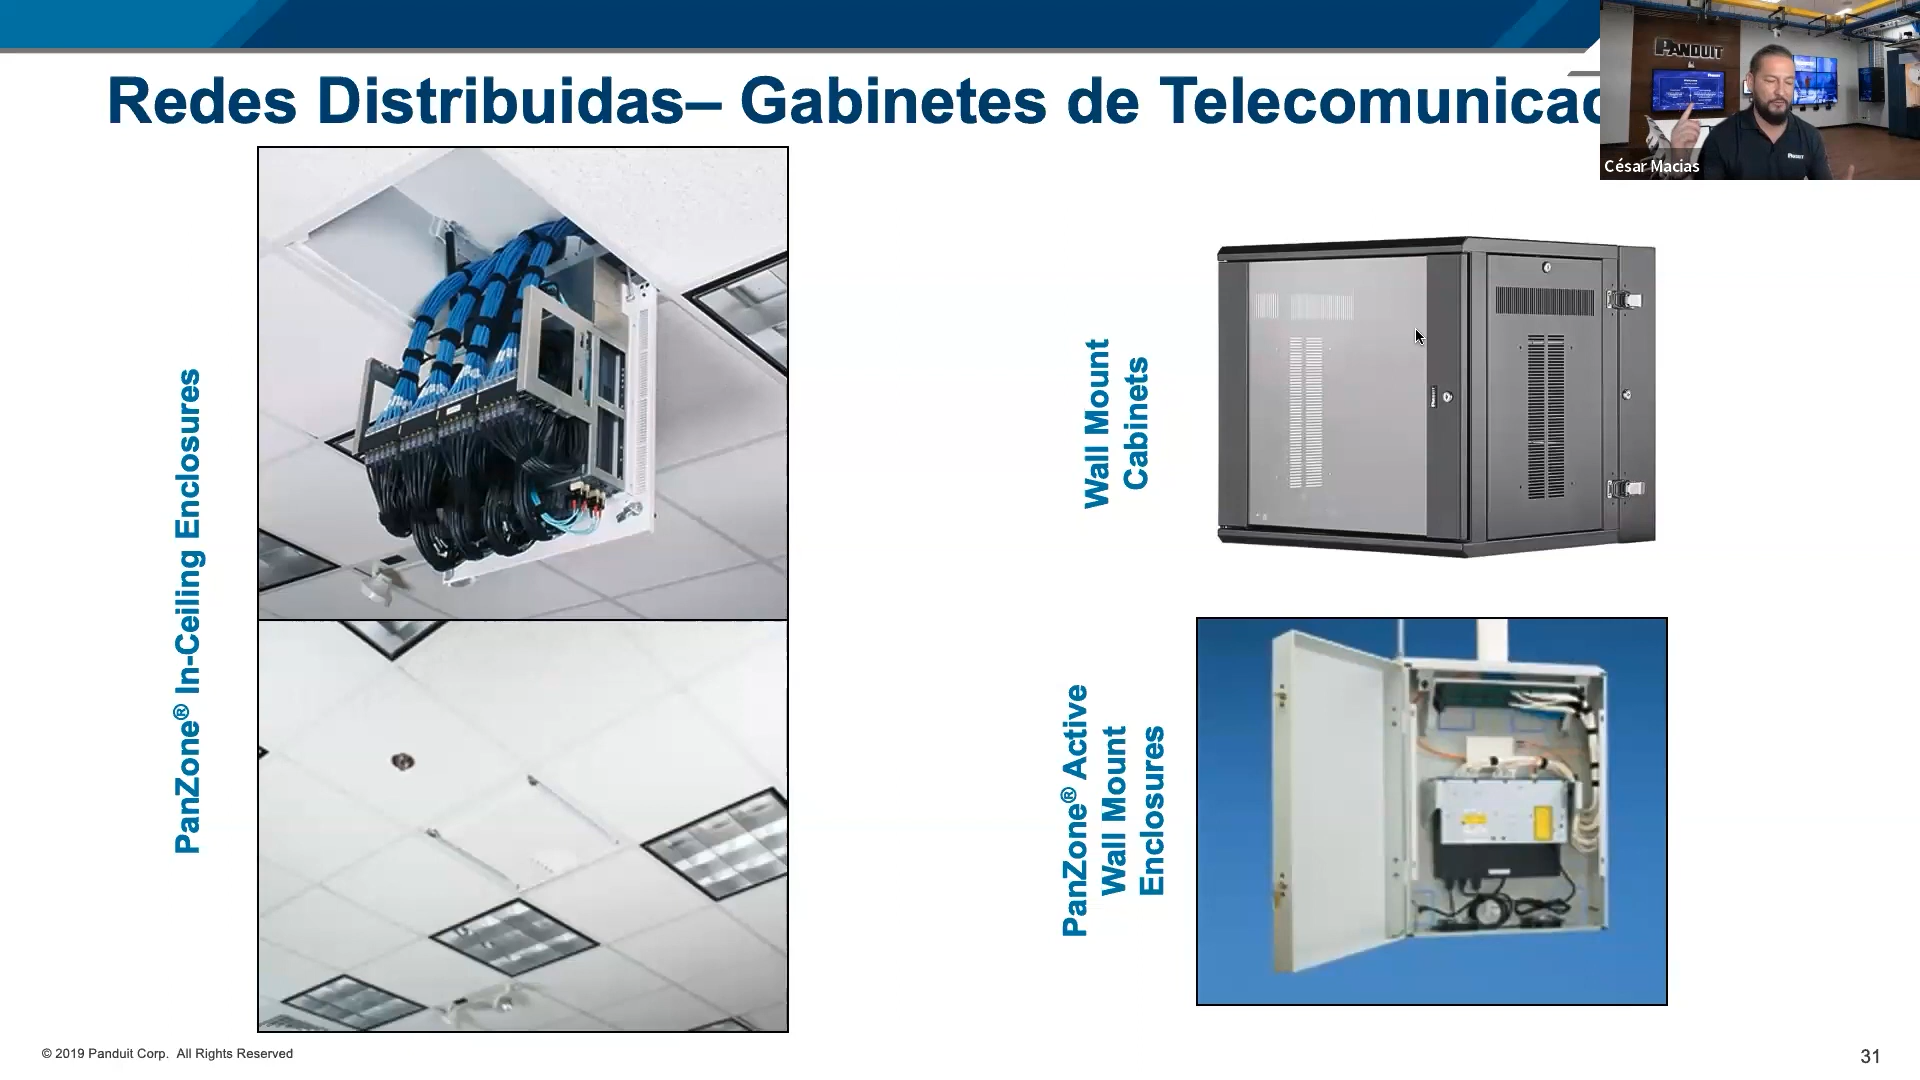 Redes Distribuidas– Gabinetes de Telecomunicac
PANDUIT
César Macias
PanZone® In-Ceiling Enclosures
Wall Mount
Cabinets
PanZone® Active
Wall Mount
Enclosures
© 2019 Panduit Corp. All Rights Reserved
31